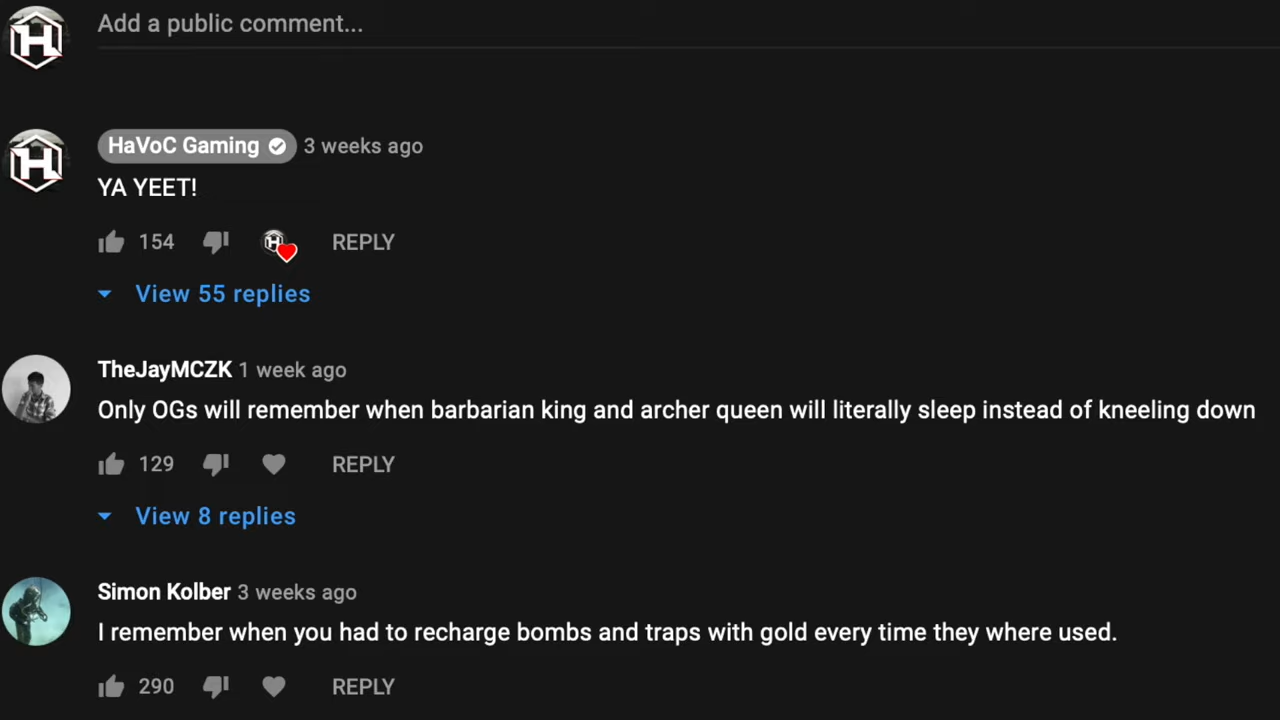 Add a public comment...
HaVoC Gaming 3 weeks ago
YA YEET!
154 REPLY
View 55 replies
TheJayMCZK 1 week ago
Only OGs will remember when barbarian king and archer queen will literally sleep instead of kneeling down
129 REPLY
View 8 replies
Simon Kolber 3 weeks ago
I remember when you had to recharge bombs and traps with gold every time they where used.
290 REPLY